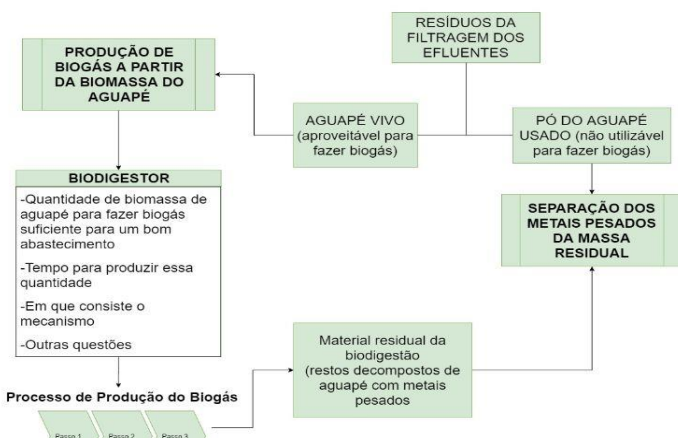 RESÍDUOS DA
FILTRAGEM DOS
EFLUENTES
PRODUÇÃO DE
BIOGÁS A PARTIR
DA BIOMASSA DO
AGUAPÉ
AGUAPÉ VIVO
(aproveitável para
fazer biogás)
PÓ DO AGUAPÉ
USADO (não utilizável
para fazer biogás)
BIODIGESTOR
-Quantidade de biomassa de
aguapé para fazer biogás
suficiente para um bom
abastecimento
-Tempo para produzir essa
quantidade
-Em que consiste o
mecanismo
-Outras questões
SEPARAÇÃO DOS
METAIS PESADOS
DA MASSA
RESIDUAL
Material residual da
biodigestão
(restos decompostos de
aguapé com metais
pesados
Processo de Produção do Biogás
Passo 1
Passo 2
Passo 3